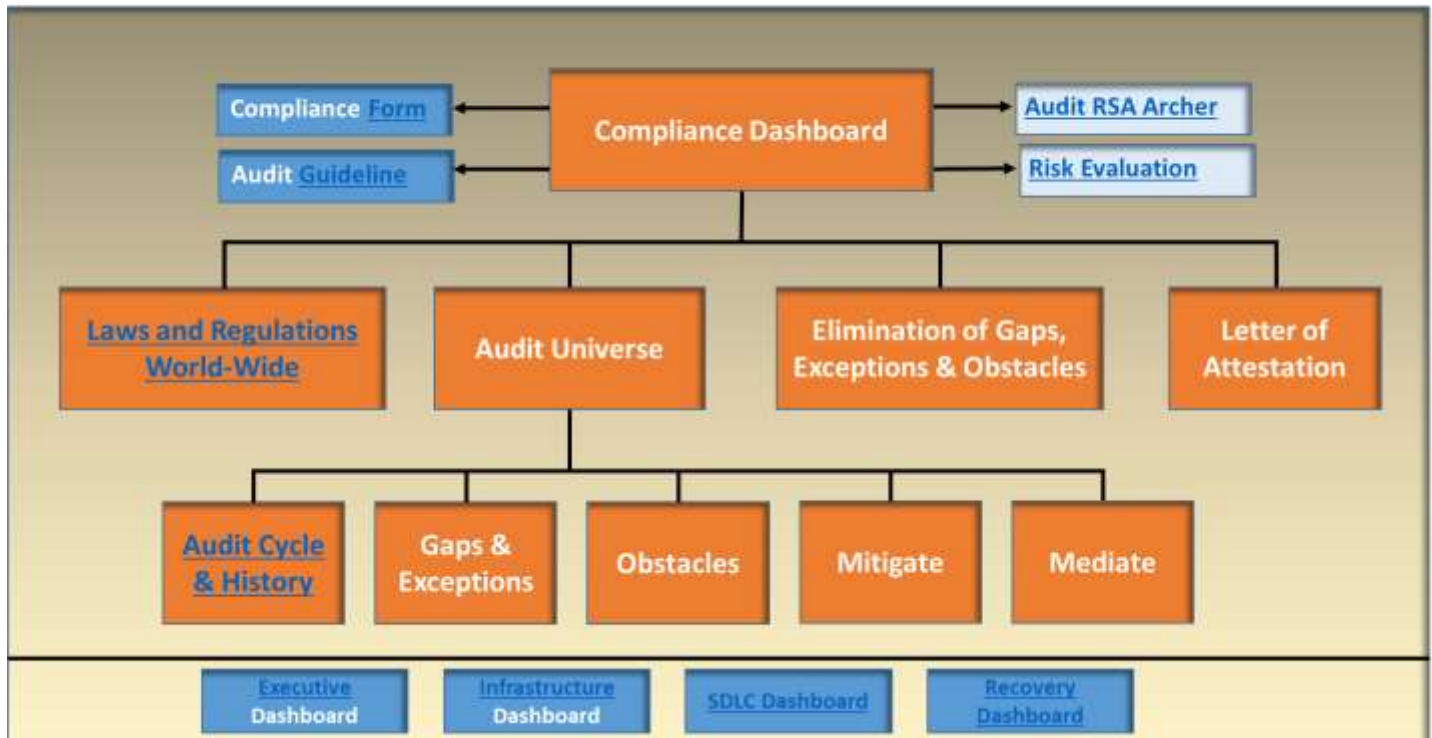 Compliance Form
Compliance Dashboard
Audit RSA Archer
Audit Guideline
Risk Evaluation
Laws and Regulations
World-Wide
Audit Universe
Elimination of Gaps,
Exceptions & Obstacles
Letter of
Attestation
Audit Cycle
& History
Gaps &
Exceptions
Obstacles
Mitigate
Mediate
Executive
Dashboard
Infrastructure
Dashboard
SDLC Dashboard
Recovery
Dashboard